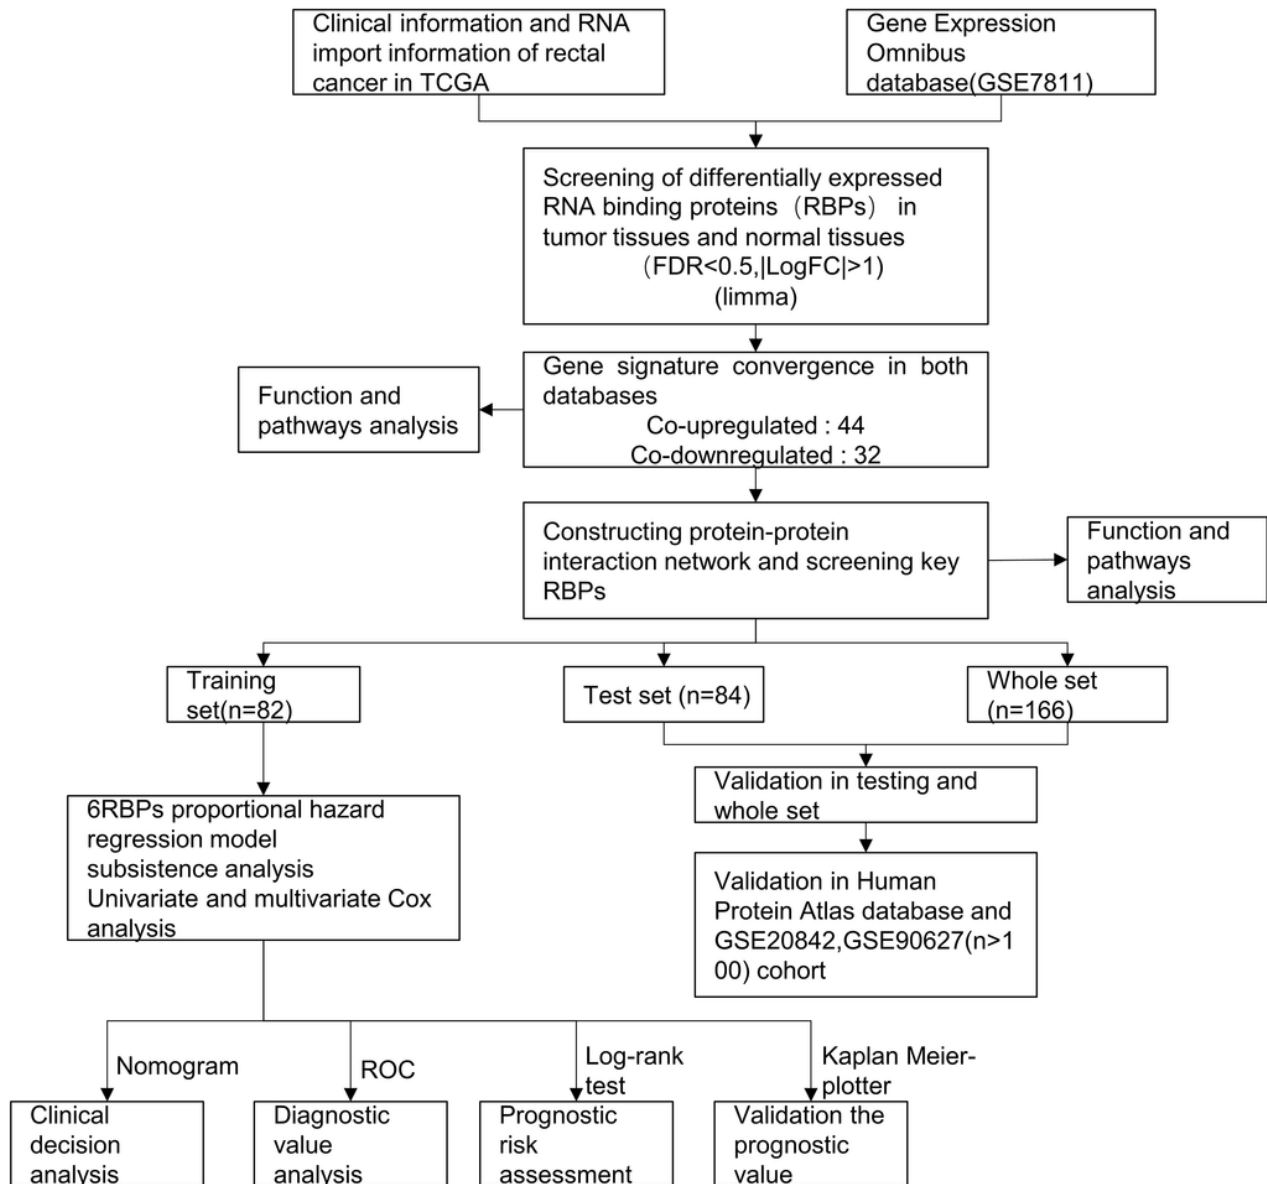 Clinical information and RNA
import information of rectal
cancer in TCGA
Gene Expression
Omnibus
database(GSE7811)
Screening of differentially expressed
RNA binding proteins（RBPs） in
tumor tissues and normal tissues
（FDR<0.5,|LogFC|>1)
(limma)
Gene signature convergence in both
databases
Co-upregulated : 44
Co-downregulated : 32
Function and
pathways analysis
Constructing protein-protein
interaction network and screening key
RBPs
Function and
pathways
analysis
Training
set(n=82)
Test set (n=84)
Whole set
(n=166)
Validation in testing and
whole set
6RBPs proportional hazard
regression model
subsistence analysis
Univariate and multivariate Cox
analysis
Validation in Human
Protein Atlas database and
GSE20842,GSE90627(n>1
00) cohort
Nomogram
ROC
Log-rank
test
Kaplan Meier-
plotter
Clinical
decision
analysis
Diagnostic
value
analysis
Prognostic
risk
assessment
Validation the
prognostic
value